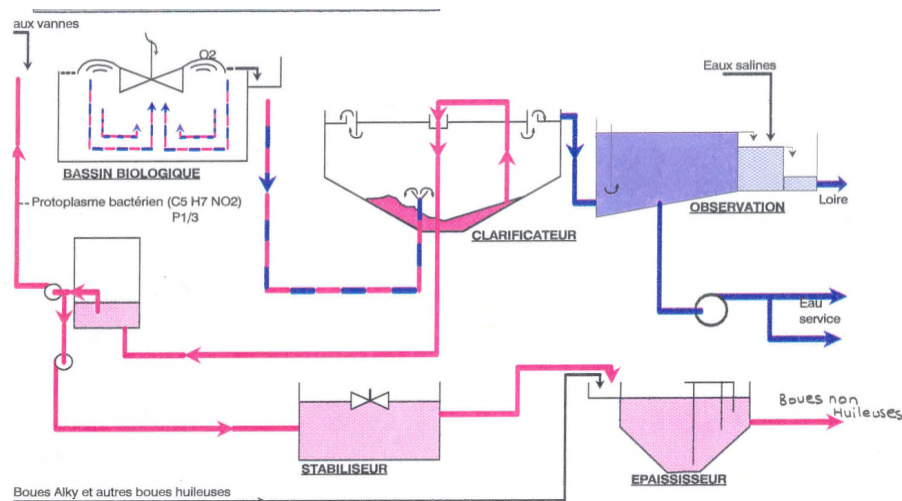 aux vannes
O2
Eaux salines
BASSIN BIOLOGIQUE
Protoplasme bactérien (C5 H7 NO2)
P1/3
CLARIFICATEUR
OBSERVATION
Loire
Eau
service
Boues non
Huileuses
STABILISEUR
EPAISSISSEUR
Boues Alky et autres boues huileuses